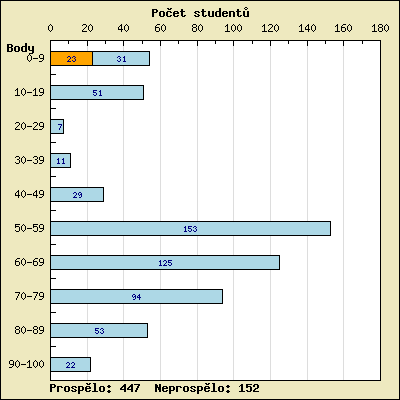 Počet studentů
0 20 40 60 80 100 120 140 160 180
Body
0-9 23 31
10-19 51
20-29 7
30-39 11
40-49 29
50-59 153
60-69 125
70-79 94
80-89 53
90-100 22
Prospělo: 447 Neprospělo: 152